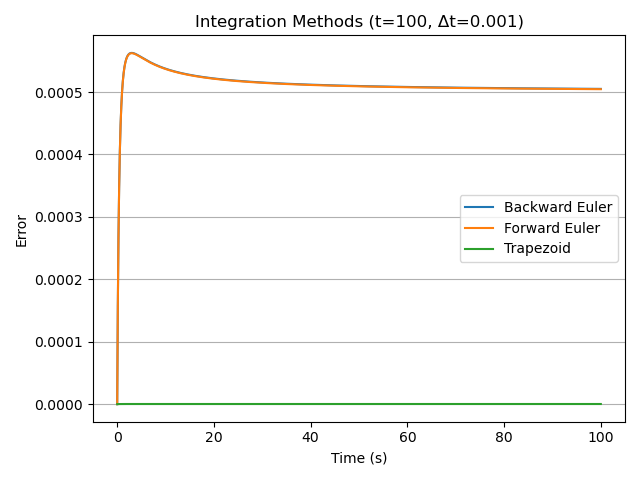 Integration Methods (t=100, Δt=0.001)
0.0005
0.0004
0.0003
0.0002
0.0001
0.0000
Error
Backward Euler
Forward Euler
Trapezoid
0 20 40 60 80 100
Time (s)